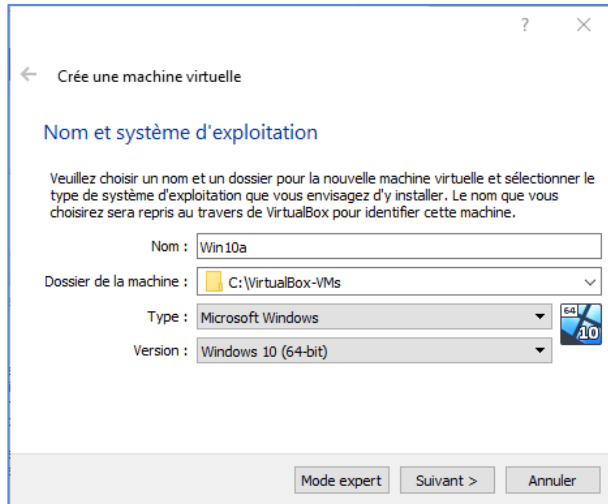 ?
Crée une machine virtuelle
Nom et système d'exploitation
Veuillez choisir un nom et un dossier pour la nouvelle machine virtuelle et sélectionner le
type de système d'exploitation que vous envisagez d'y installer. Le nom que vous
choisirez sera repris au travers de VirtualBox pour identifier cette machine.
Nom : Win10a
Dossier de la machine : C:\VirtualBox-VMs
Type : Microsoft Windows
64
Version : Windows 10 (64-bit)
10
Mode expert Suivant > Annuler